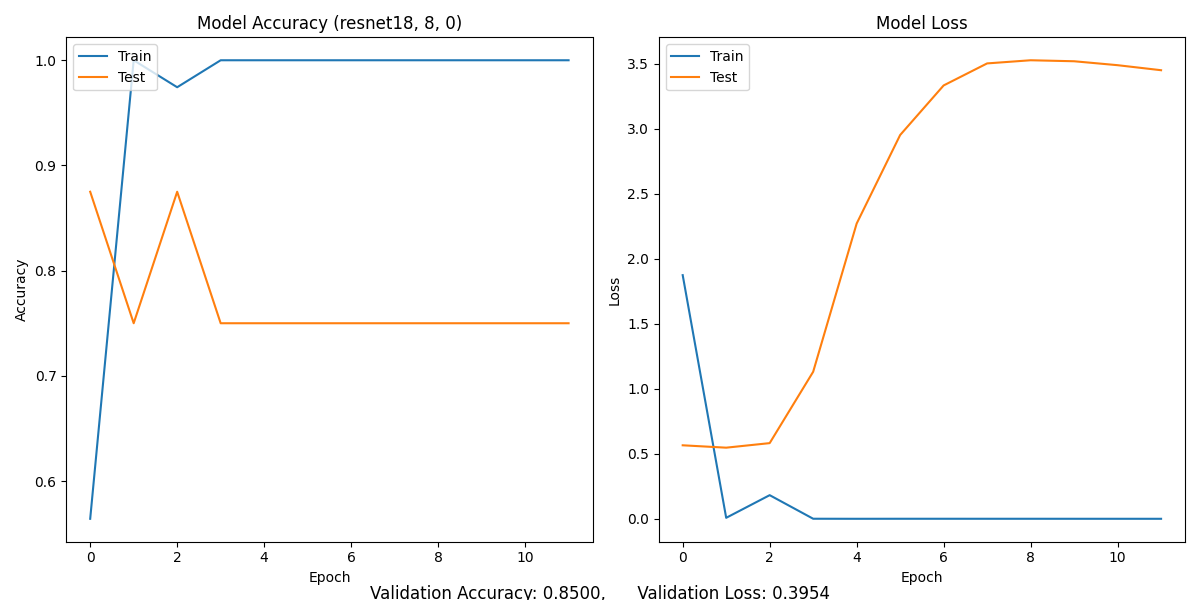 Model Accuracy (resnet18, 8, 0)
Train
Test
1.0
0.9
0.8
0.7
0.6
Accuracy
0 2 4 6 8 10
Epoch
Model Loss
Train
Test
3.5
3.0
2.5
2.0
1.5
1.0
0.5
0.0
Loss
0 2 4 6 8 10
Epoch
Validation Accuracy: 0.8500, Validation Loss: 0.3954